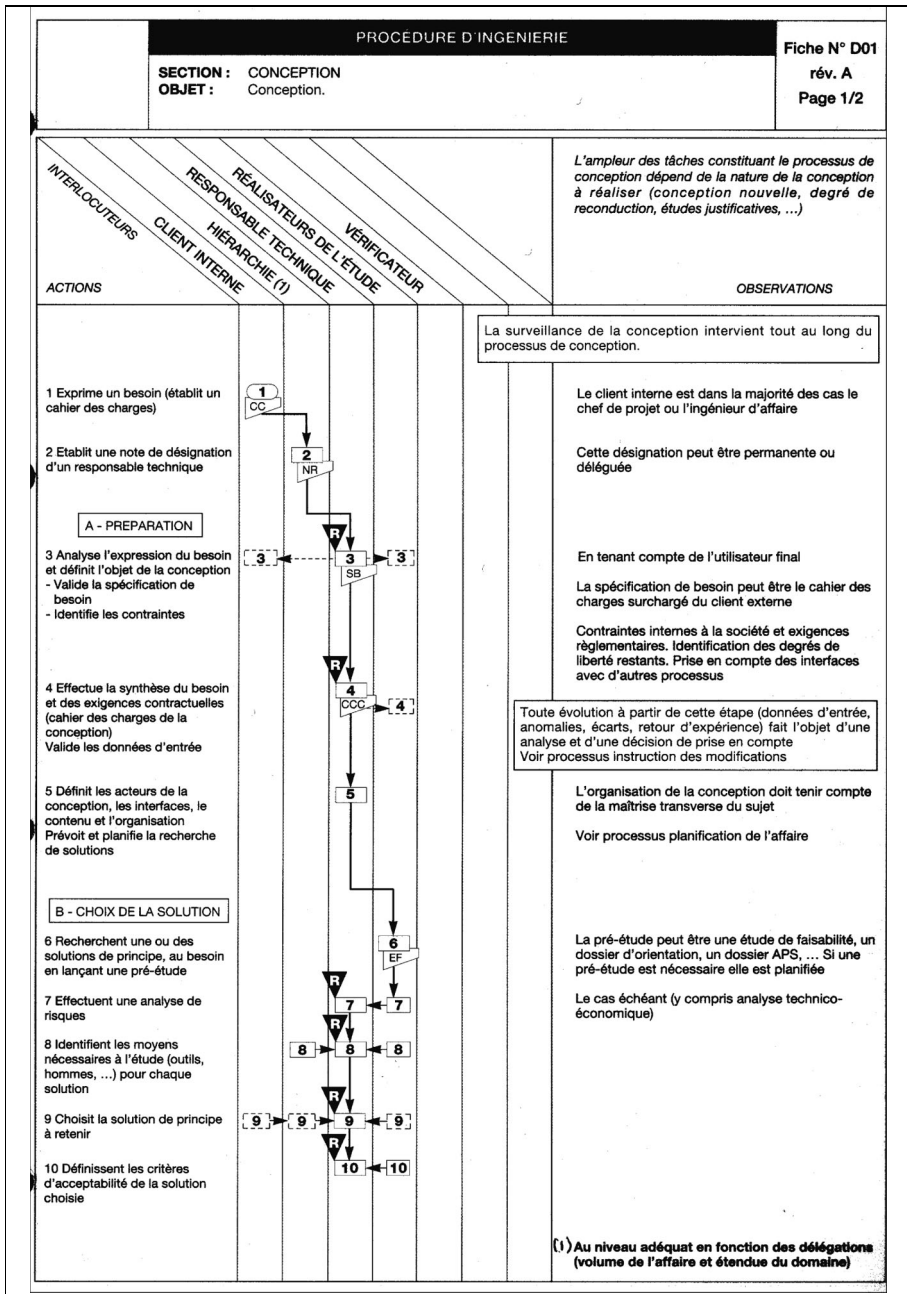 PROCÉDURE D'INGENIERIE
Fiche N° D01
rév. A
Page 1/2
SECTION : CONCEPTION
OBJET : Conception.
INTERLOCUTEURS
CLIENT INTERNE
HIÉRARCHIE (1)
RESPONSABLE TECHNIQUE
RÉALISATEURS DE L'ÉTUDE
VÉRIFICATEUR
ACTIONS
L'ampleur des tâches constituant le processus de
conception dépend de la nature de la conception
à réaliser (conception nouvelle, degré de
reconduction, études justificatives, ...)
OBSERVATIONS
La surveillance de la conception intervient tout au long du
processus de conception.
1 Exprime un besoin (établit un
cahier des charges)
1
CC
Le client interne est dans la majorité des cas le
chef de projet ou l'ingénieur d'affaire
2 Etablit une note de désignation
d'un responsable technique
2
NR
Cette désignation peut être permanente ou
déléguée
A - PREPARATION
R
3 Analyse l'expression du besoin
et définit l'objet de la conception
- Valide la spécification de
besoin
- Identifie les contraintes
3 3 3
SB
En tenant compte de l'utilisateur final
La spécification de besoin peut être le cahier des
charges surchargé du client externe
Contraintes internes à la société et exigences
règlementaires. Identification des degrés de
liberté restants. Prise en compte des interfaces
avec d'autres processus
R
4 Effectue la synthèse du besoin
et des exigences contractuelles
(cahier des charges de la
conception)
Valide les données d'entrée
4
CCC 4
Toute évolution à partir de cette étape (données d'entrée,
anomalies, écarts, retour d'expérience) fait l'objet d'une
analyse et d'une décision de prise en compte
Voir processus instruction des modifications
5 Définit les acteurs de la
conception, les interfaces, le
contenu et l'organisation
Prévoit et planifie la recherche
de solutions
5
L'organisation de la conception doit tenir compte
de la maîtrise transverse du sujet
Voir processus planification de l'affaire
B - CHOIX DE LA SOLUTION
6 Recherchent une ou des
solutions de principe, au besoin
en lançant une pré-étude
6
EF
La pré-étude peut être une étude de faisabilité, un
dossier d'orientation, un dossier APS, ... Si une
pré-étude est nécessaire elle est planifiée
R
7 Effectuent une analyse de
risques
7 7
Le cas échéant (y compris analyse technico-
économique)
R
8 Identifient les moyens
nécessaires à l'étude (outils,
hommes, ...) pour chaque
solution
8 8 8
R
9 Choisit la solution de principe
à retenir
9 9 9 9
R
10 Définissent les critères
d'acceptabilité de la solution
choisie
10 10
(1) Au niveau adéquat en fonction des délégations
(volume de l'affaire et étendue du domaine)